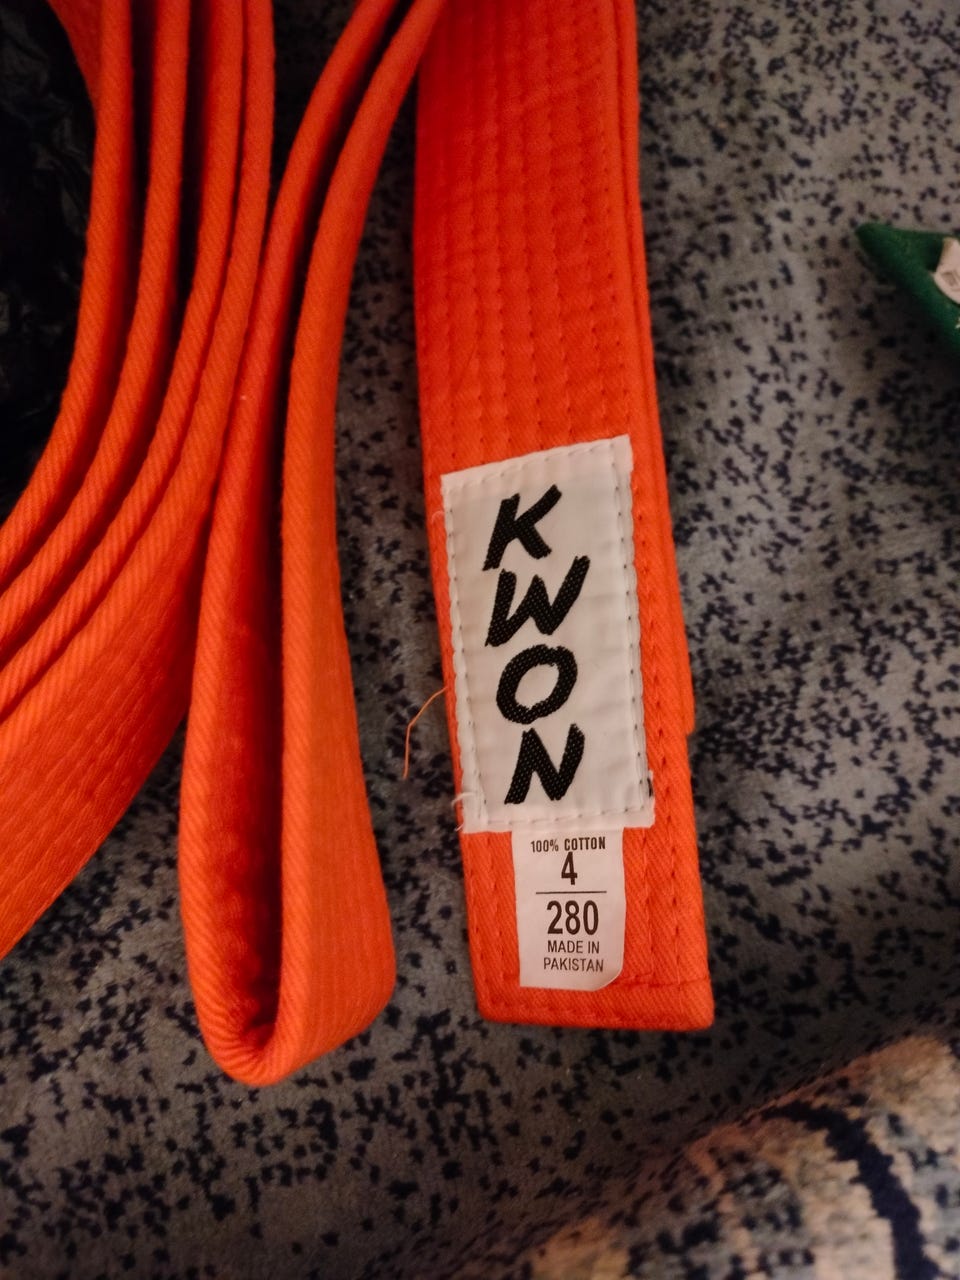 KWON
100% COTTON
4
280
MADE IN
PAKISTAN